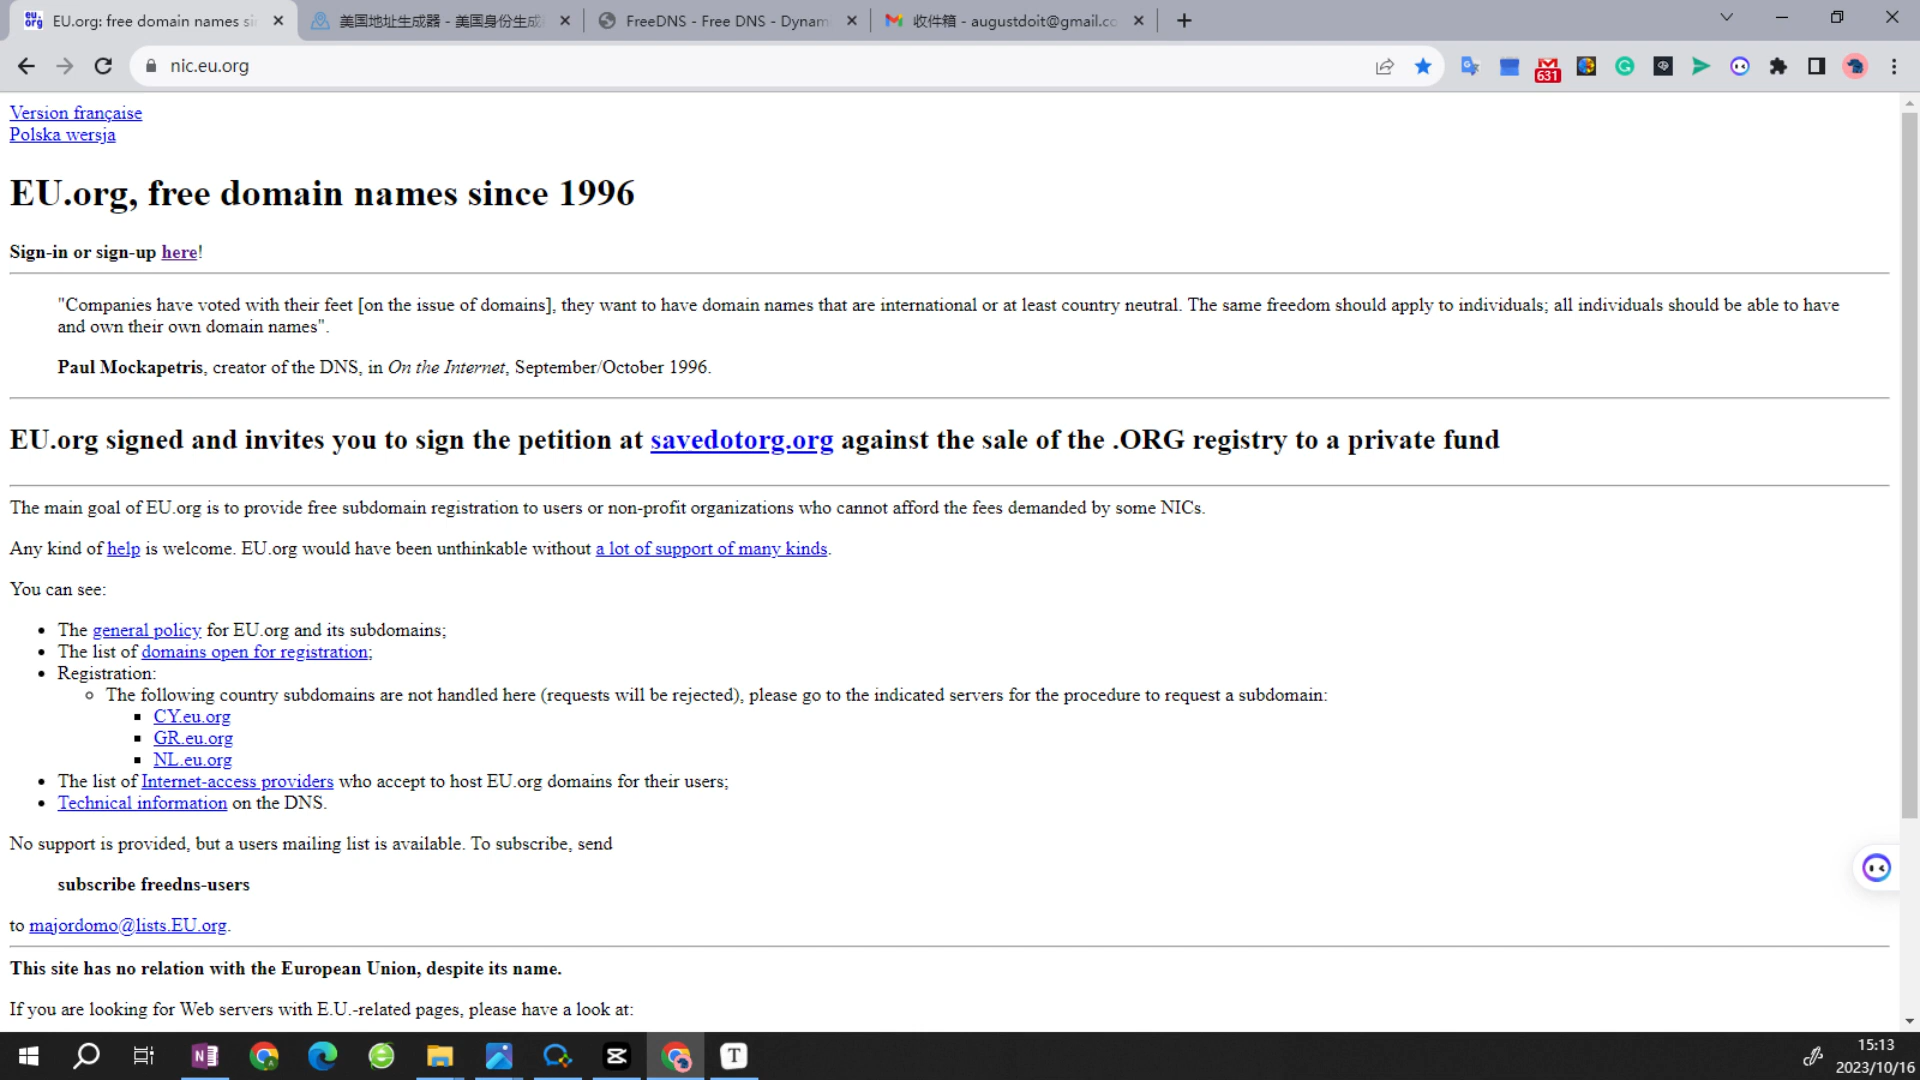 EU.org: free domain names si
美国地址生成器 - 美国身份生成
FreeDNS - Free DNS - Dynam
收件箱 - augustdoit@gmail.co
nic.eu.org
631
Version française
Polska wersja
EU.org, free domain names since 1996
Sign-in or sign-up here!
"Companies have voted with their feet [on the issue of domains], they want to have domain names that are international or at least country neutral. The same freedom should apply to individuals; all individuals should be able to have
and own their own domain names".
Paul Mockapetris, creator of the DNS, in On the Internet, September/October 1996.
EU.org signed and invites you to sign the petition at savedotorg.org against the sale of the .ORG registry to a private fund
The main goal of EU.org is to provide free subdomain registration to users or non-profit organizations who cannot afford the fees demanded by some NICs.
Any kind of help is welcome. EU.org would have been unthinkable without a lot of support of many kinds.
You can see:
The general policy for EU.org and its subdomains;
The list of domains open for registration;
Registration:
The following country subdomains are not handled here (requests will be rejected), please go to the indicated servers for the procedure to request a subdomain:
CY.eu.org
GR.eu.org
NL.eu.org
The list of Internet-access providers who accept to host EU.org domains for their users;
Technical information on the DNS.
No support is provided, but a users mailing list is available. To subscribe, send
subscribe freedns-users
to majordomo@lists.EU.org.
This site has no relation with the European Union, despite its name.
If you are looking for Web servers with E.U.-related pages, please have a look at:
15:13
2023/10/16